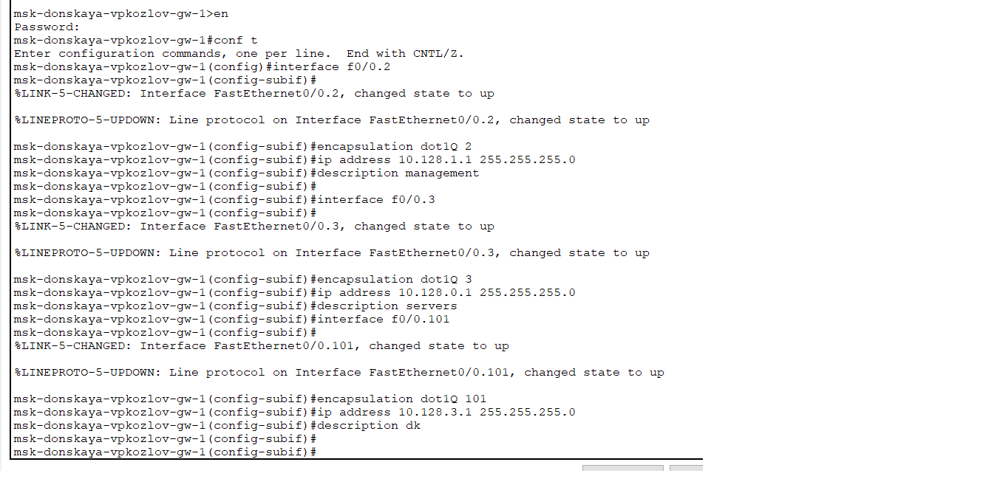 msk-donskaya-vpkozlov-gw-1>en
Password:
msk-donskaya-vpkozlov-gw-1#conf t
Enter configuration commands, one per line.  End with CNTL/Z.
msk-donskaya-vpkozlov-gw-1(config)#interface f0/0.2
msk-donskaya-vpkozlov-gw-1(config-subif)#
%LINK-5-CHANGED: Interface FastEthernet0/0.2, changed state to up
%LINEPROTO-5-UPDOWN: Line protocol on Interface FastEthernet0/0.2, changed state to up
msk-donskaya-vpkozlov-gw-1(config-subif)#encapsulation dot1Q 2
msk-donskaya-vpkozlov-gw-1(config-subif)#ip address 10.128.1.1 255.255.255.0
msk-donskaya-vpkozlov-gw-1(config-subif)#description management
msk-donskaya-vpkozlov-gw-1(config-subif)#
msk-donskaya-vpkozlov-gw-1(config-subif)#interface f0/0.3
msk-donskaya-vpkozlov-gw-1(config-subif)#
%LINK-5-CHANGED: Interface FastEthernet0/0.3, changed state to up
%LINEPROTO-5-UPDOWN: Line protocol on Interface FastEthernet0/0.3, changed state to up
msk-donskaya-vpkozlov-gw-1(config-subif)#encapsulation dot1Q 3
msk-donskaya-vpkozlov-gw-1(config-subif)#ip address 10.128.0.1 255.255.255.0
msk-donskaya-vpkozlov-gw-1(config-subif)#description servers
msk-donskaya-vpkozlov-gw-1(config-subif)#interface f0/0.101
msk-donskaya-vpkozlov-gw-1(config-subif)#
%LINK-5-CHANGED: Interface FastEthernet0/0.101, changed state to up
%LINEPROTO-5-UPDOWN: Line protocol on Interface FastEthernet0/0.101, changed state to up
msk-donskaya-vpkozlov-gw-1(config-subif)#encapsulation dot1Q 101
msk-donskaya-vpkozlov-gw-1(config-subif)#ip address 10.128.3.1 255.255.255.0
msk-donskaya-vpkozlov-gw-1(config-subif)#description dk
msk-donskaya-vpkozlov-gw-1(config-subif)#
msk-donskaya-vpkozlov-gw-1(config-subif)#